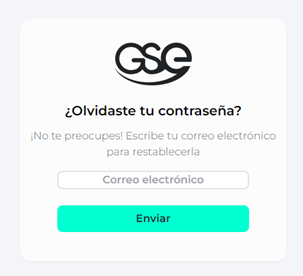 GSE
¿Olvidaste tu contraseña?
¡No te preocupes! Escribe tu correo electrónico
para restablecerla
Correo electrónico
Enviar